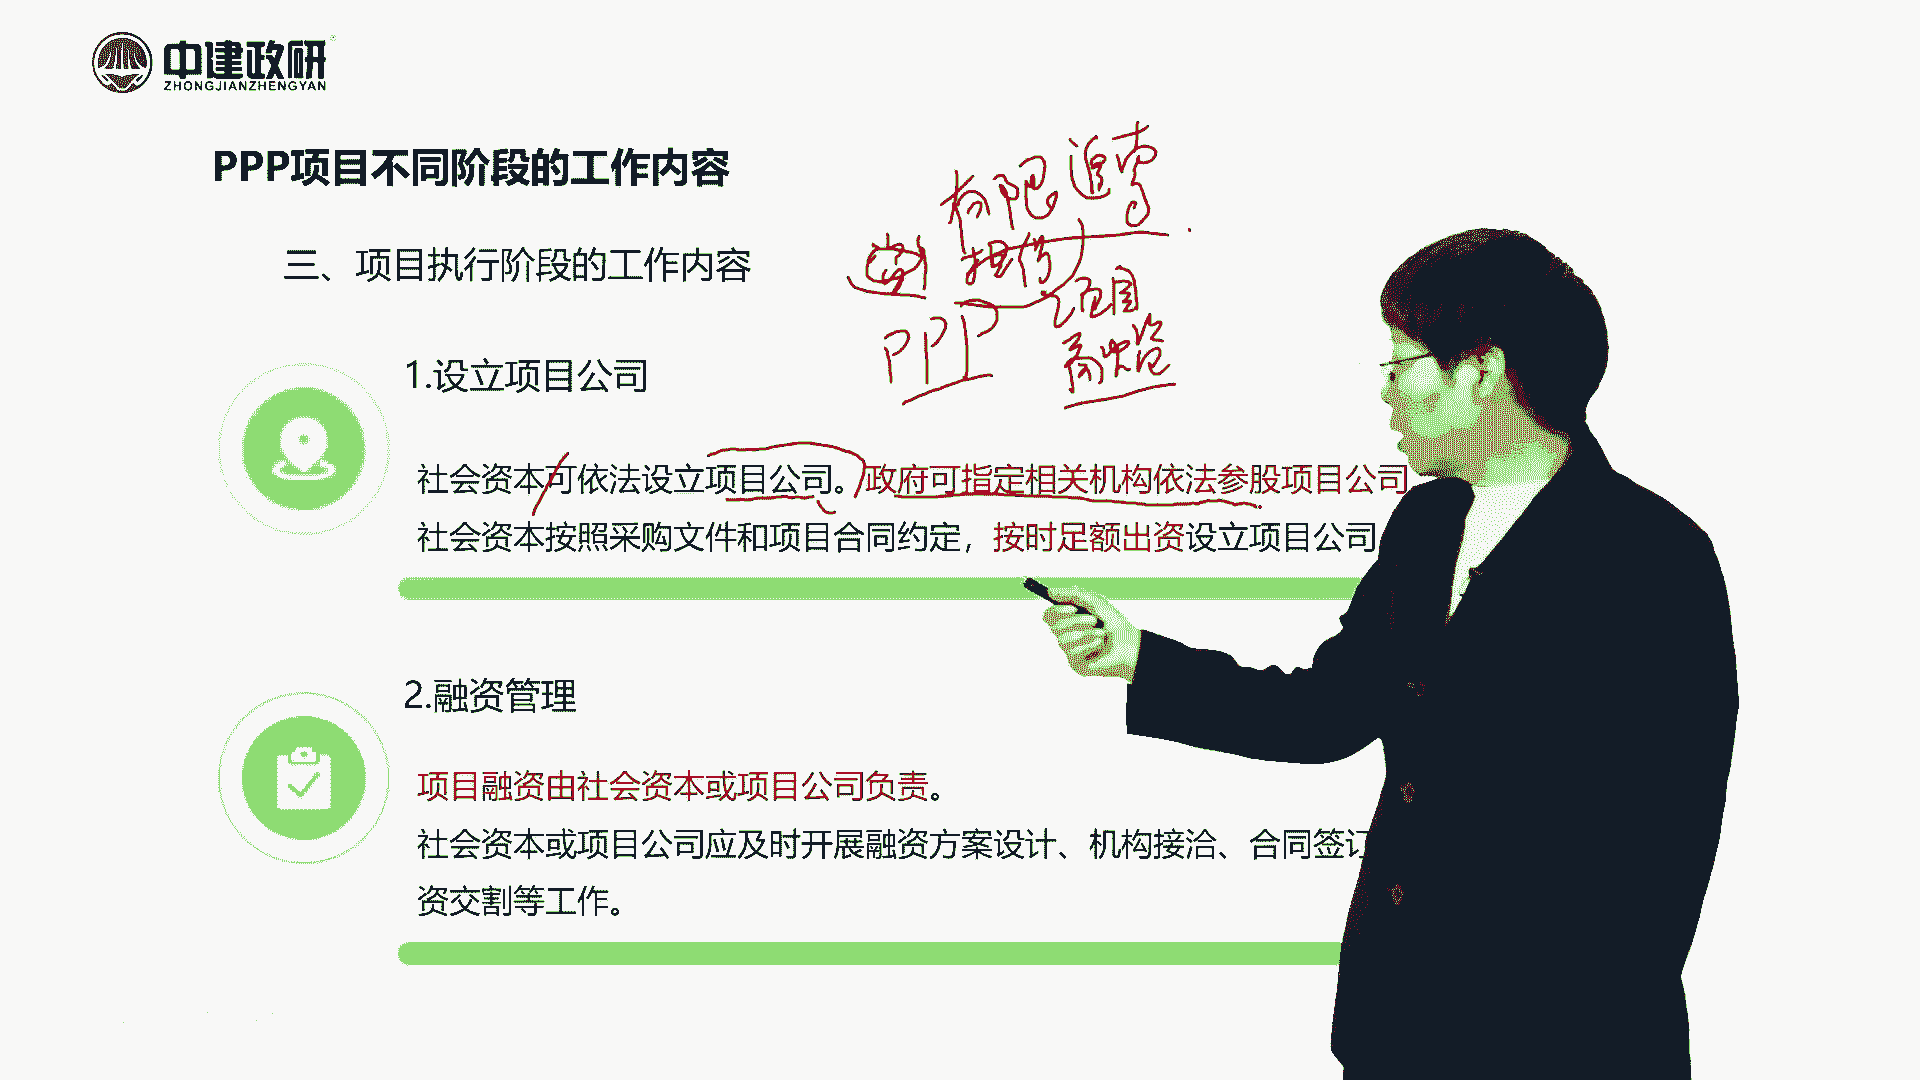 中建政研
ZHONGJIANZHENGYAN
PPP项目不同阶段的工作内容
有限追索
担保
项目
PPP
融资
三、项目执行阶段的工作内容
1.设立项目公司
社会资本可依法设立项目公司。政府可指定相关机构依法参股项目公司
社会资本按照采购文件和项目合同约定，按时足额出资设立项目公司
2.融资管理
项目融资由社会资本或项目公司负责。
社会资本或项目公司应及时开展融资方案设计、机构接洽、合同签订
资交割等工作。